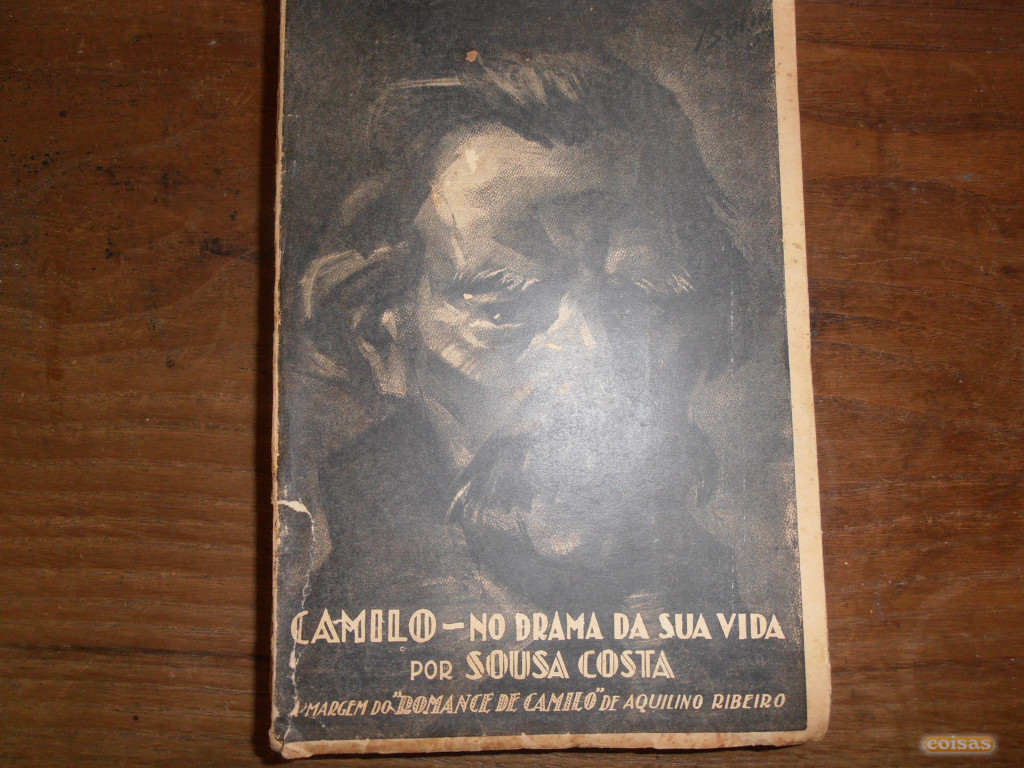 CAMILO — NO DRAMA DA SUA VIDA
POR SOUSA COSTA
À MARGEM DO "ROMANCE DE CAMILO" DE AQUILINO RIBEIRO
coisas